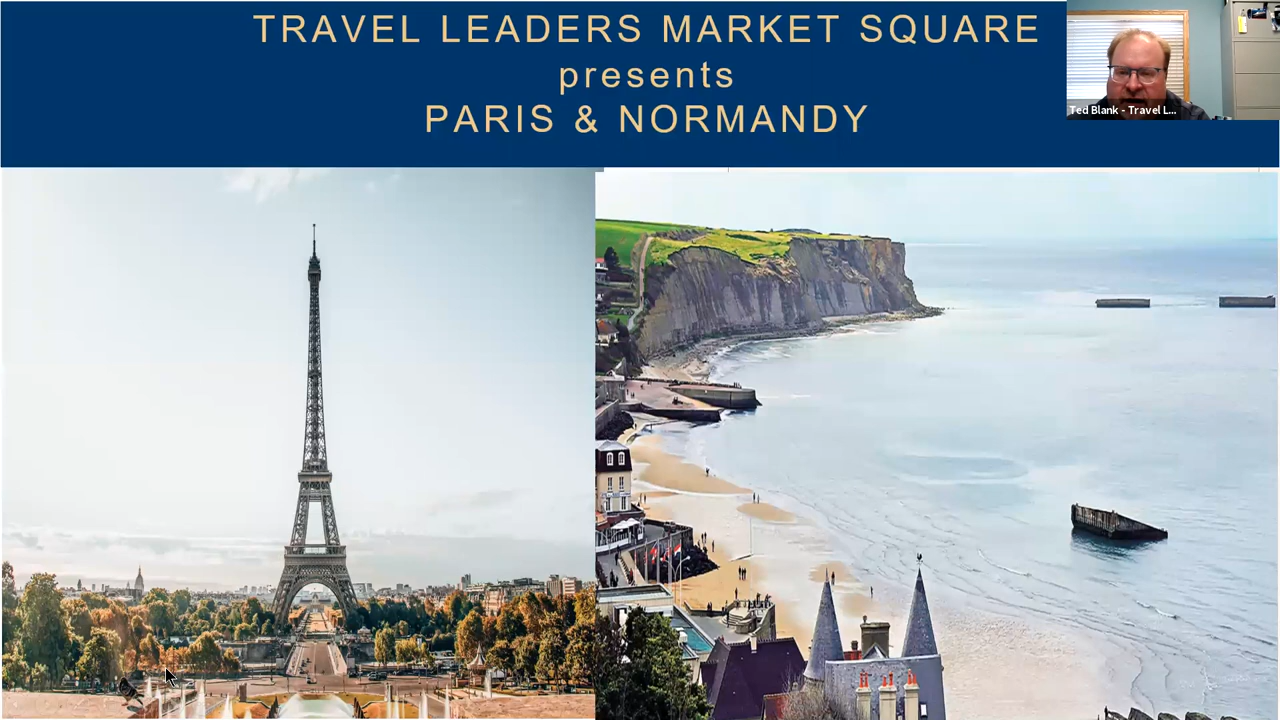 TRAVEL LEADERS MARKET SQUARE
presents
PARIS & NORMANDY
Ted Blank - Travel L...